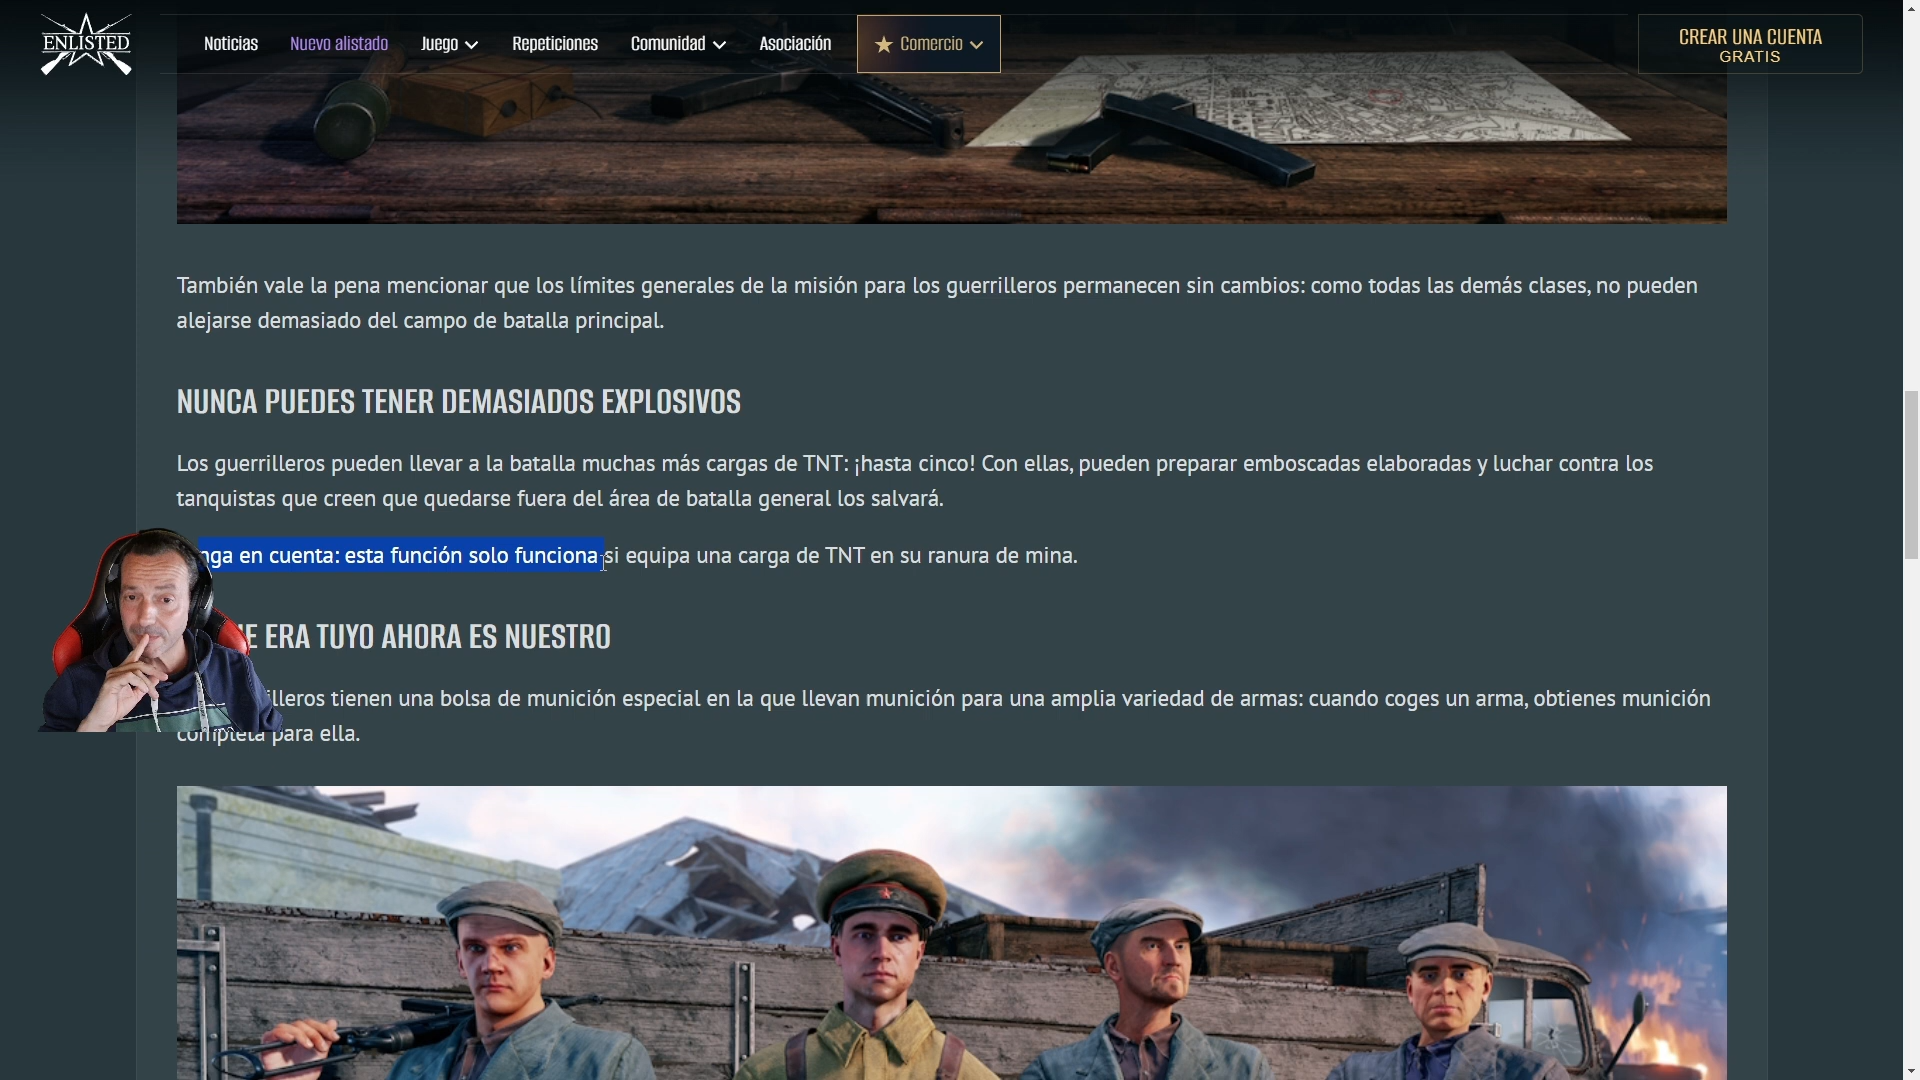 ENLISTED
Noticias Nuevo alistado Juego Repeticiones Comunidad Asociación Comercio
CREAR UNA CUENTA
GRATIS
También vale la pena mencionar que los límites generales de la misión para los guerrilleros permanecen sin cambios: como todas las demás clases, no pueden
alejarse demasiado del campo de batalla principal.
NUNCA PUEDES TENER DEMASIADOS EXPLOSIVOS
Los guerrilleros pueden llevar a la batalla muchas más cargas de TNT: ¡hasta cinco! Con ellas, pueden preparar emboscadas elaboradas y luchar contra los
tanquistas que creen que quedarse fuera del área de batalla general los salvará.
nga en cuenta: esta función solo funciona si equipa una carga de TNT en su ranura de mina.
E ERA TUYO AHORA ES NUESTRO
illeros tienen una bolsa de munición especial en la que llevan munición para una amplia variedad de armas: cuando coges un arma, obtienes munición
completa para ella.